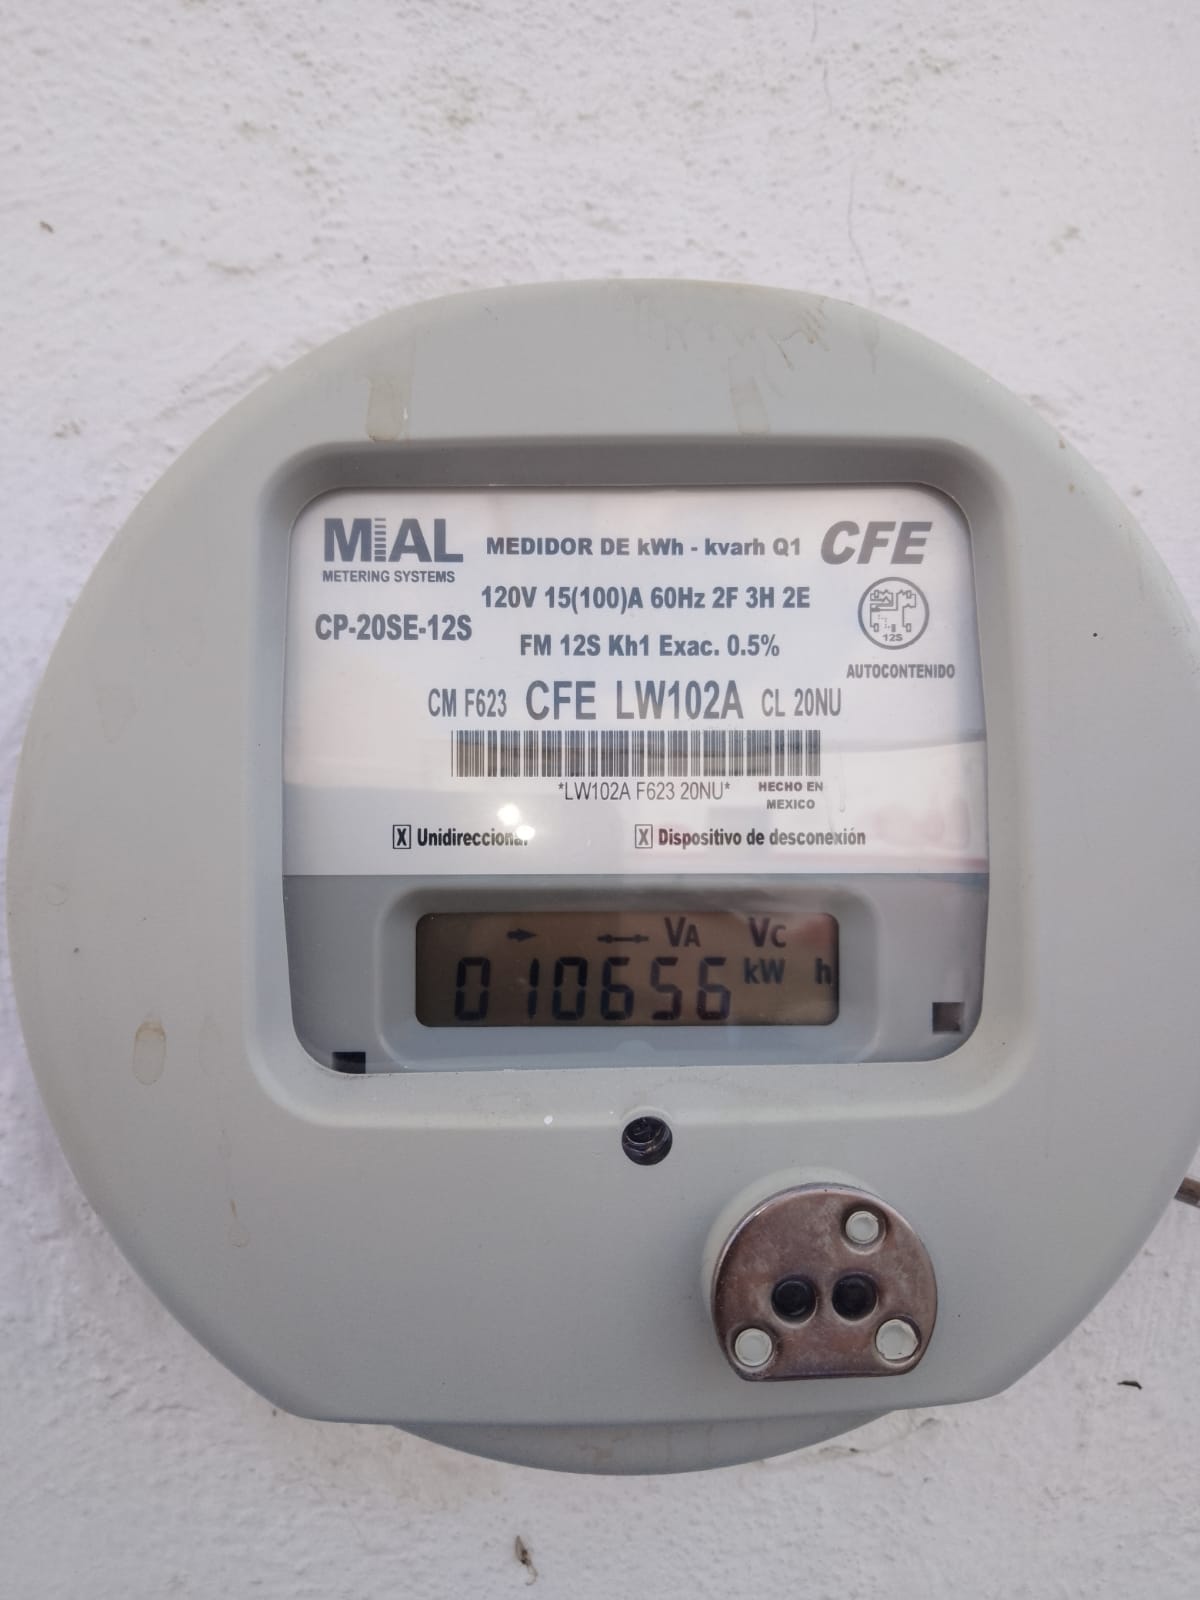 MIAL MEDIDOR DE kWh - kvarh Q1 CFE
METERING SYSTEMS
120V 15(100)A 60Hz 2F 3H 2E
CP-20SE-12S
FM 12S Kh1 Exac. 0.5%
12S
AUTOCONTENIDO
CM F623 CFE LW102A CL 20NU
*LW102A F623 20NU* HECHO EN
MEXICO
X Unidireccional X Dispositivo de desconexión
VA VC
010656 kW h